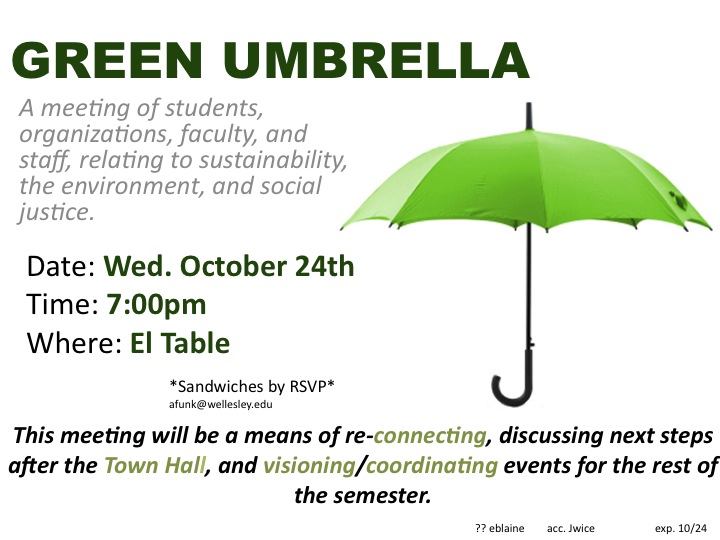 GREEN UMBRELLA
A meeting of students,
organizations, faculty, and
staff, relating to sustainability,
the environment, and social
justice.
Date: Wed. October 24th
Time: 7:00pm
Where: El Table
*Sandwiches by RSVP*
afunk@wellesley.edu
This meeting will be a means of re-connecting, discussing next steps
after the Town Hall, and visioning/coordinating events for the rest of
the semester.
?? eblaine acc. Jwice exp. 10/24